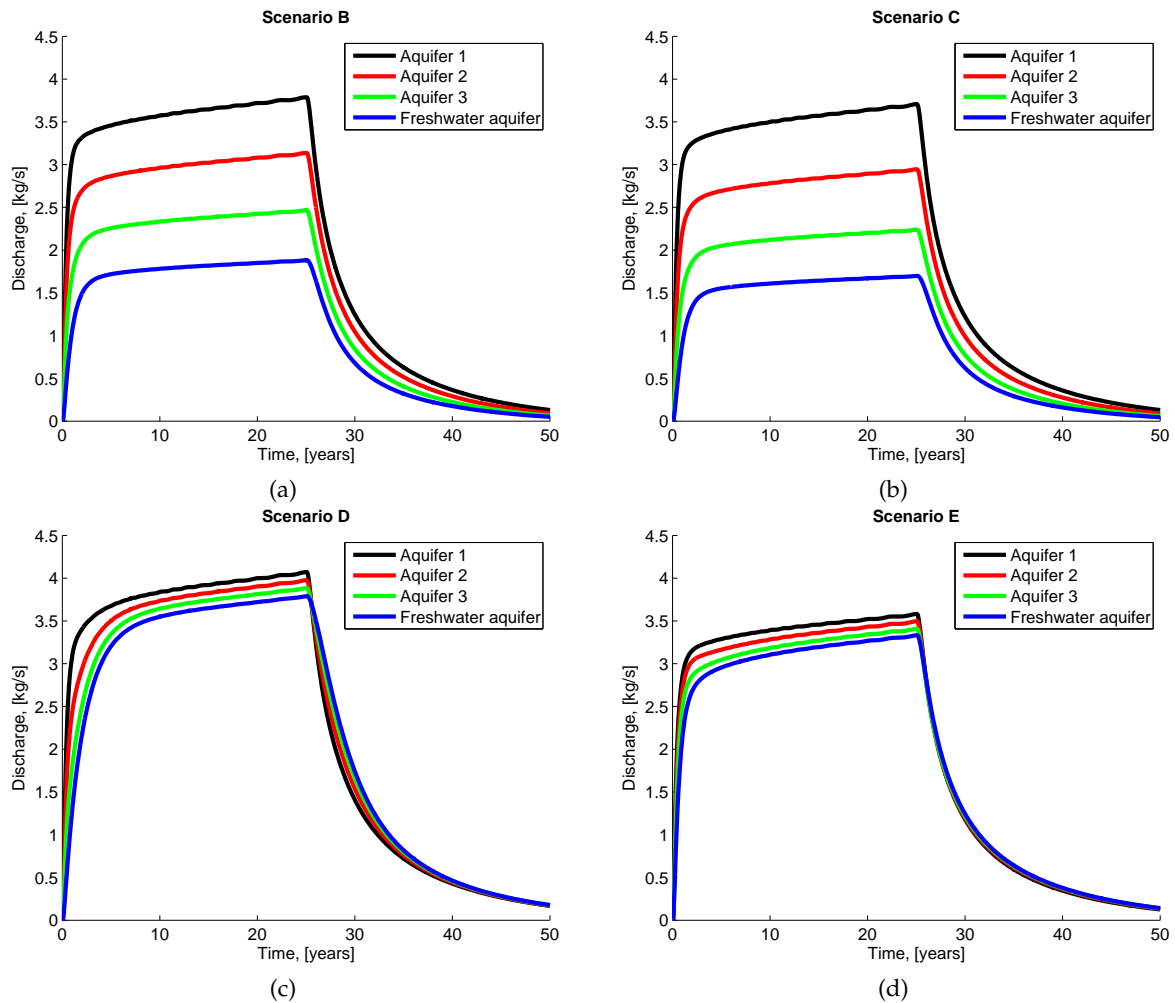 Scenario B
4.5
4
3.5
3
2.5
2
1.5
1
0.5
0
Discharge, [kg/s]
Aquifer 1
Aquifer 2
Aquifer 3
Freshwater aquifer
0 10 20 30 40 50
Time, [years]
(a)
Scenario C
4.5
4
3.5
3
2.5
2
1.5
1
0.5
0
Discharge, [kg/s]
Aquifer 1
Aquifer 2
Aquifer 3
Freshwater aquifer
0 10 20 30 40 50
Time, [years]
(b)
Scenario D
4.5
4
3.5
3
2.5
2
1.5
1
0.5
0
Discharge, [kg/s]
Aquifer 1
Aquifer 2
Aquifer 3
Freshwater aquifer
0 10 20 30 40 50
Time, [years]
(c)
Scenario E
4.5
4
3.5
3
2.5
2
1.5
1
0.5
0
Discharge, [kg/s]
Aquifer 1
Aquifer 2
Aquifer 3
Freshwater aquifer
0 10 20 30 40 50
Time, [years]
(d)